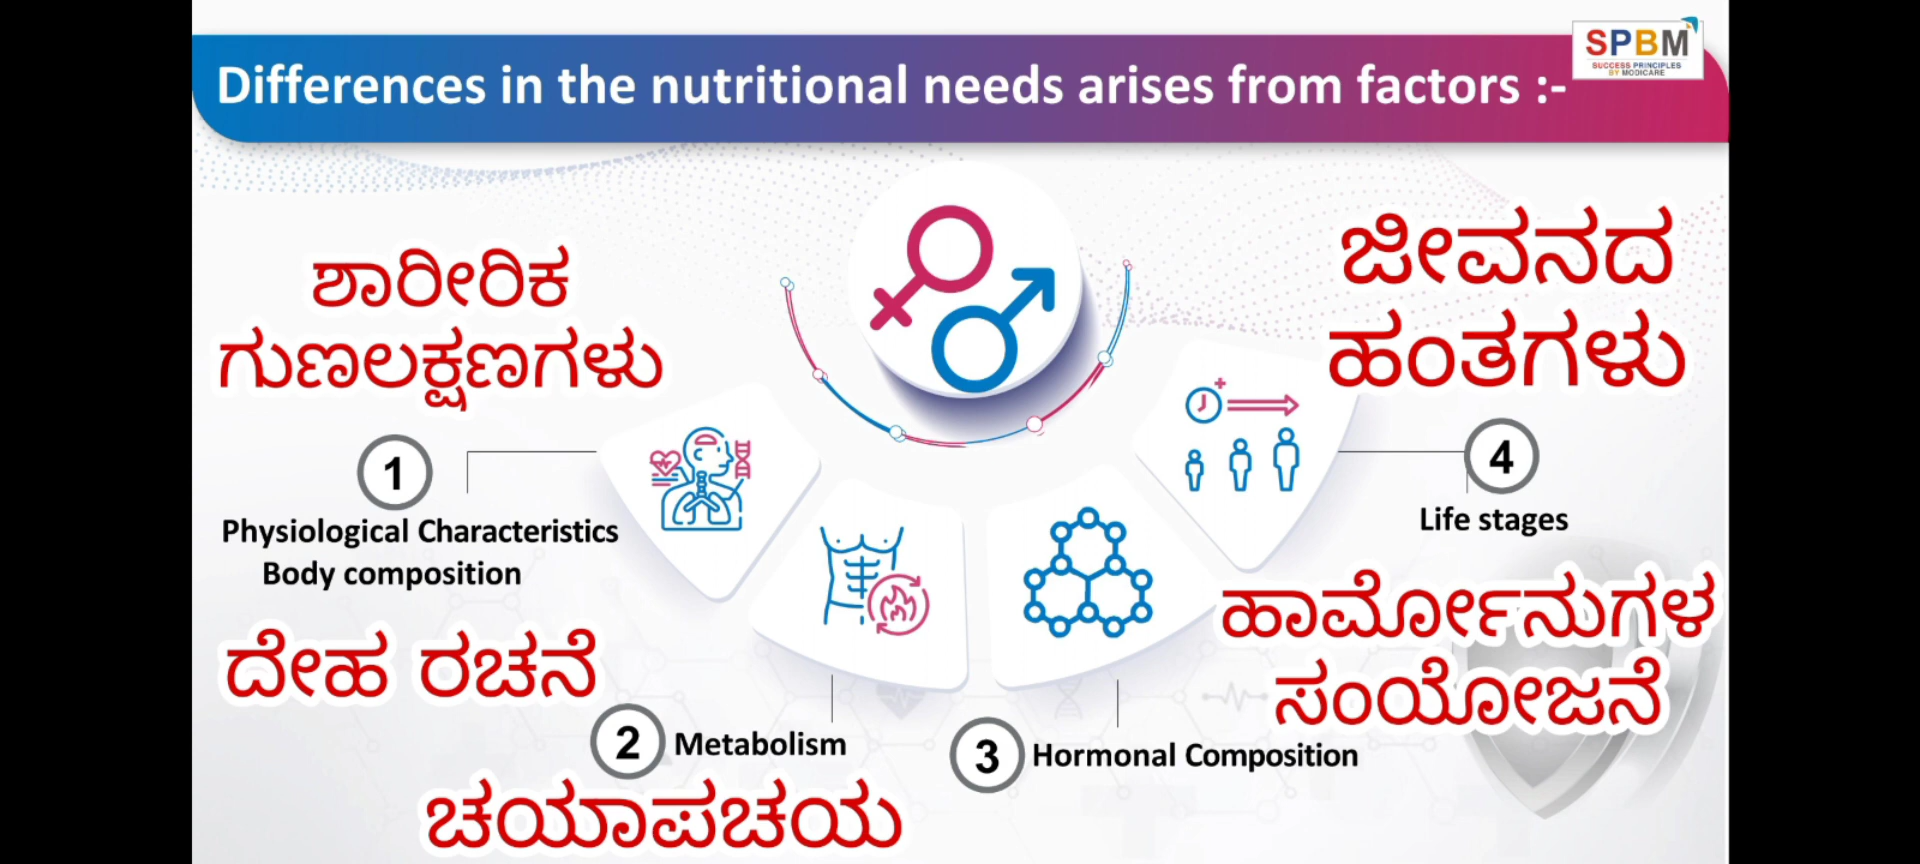 SPBM
SUCCESS PRINCIPLES
BY MODICARE
Differences in the nutritional needs arises from factors :-
ಶಾರೀರಿಕ
ಗುಣಲಕ್ಷಣಗಳು
1
Physiological Characteristics
Body composition
ದೇಹ ರಚನೆ
2 Metabolism
ಚಯಾಪಚಯ
3 Hormonal Composition
ಹಾರ್ಮೋನುಗಳ
ಸಂಯೋಜನೆ
ಜೀವನದ
ಹಂತಗಳು
4
Life stages